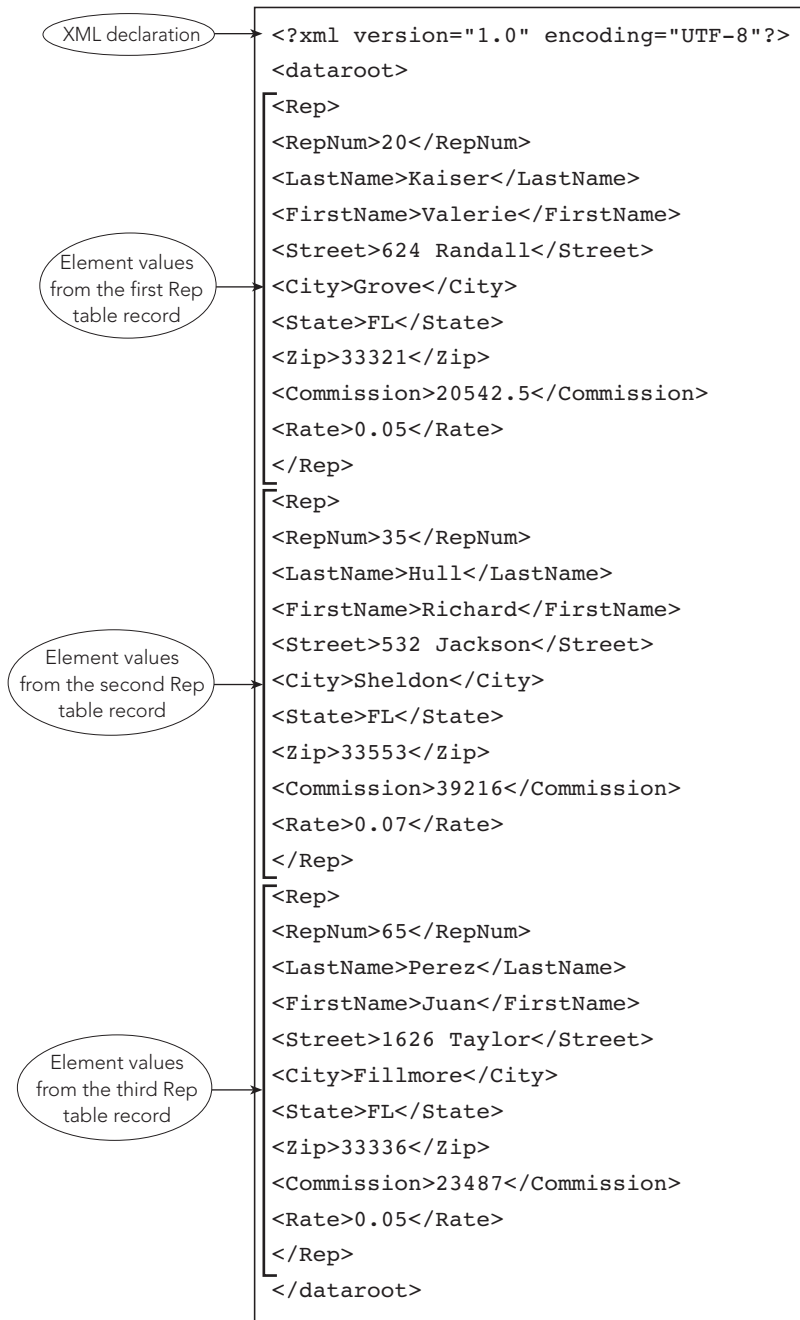 XML declaration
<?xml version="1.0" encoding="UTF-8"?>
<dataroot>
<Rep>
<RepNum>20</RepNum>
<LastName>Kaiser</LastName>
<FirstName>Valerie</FirstName>
<Street>624 Randall</Street>
<City>Grove</City>
<State>FL</State>
<Zip>33321</Zip>
<Commission>20542.5</Commission>
<Rate>0.05</Rate>
</Rep>
Element values
from the first Rep
table record
<Rep>
<RepNum>35</RepNum>
<LastName>Hull</LastName>
<FirstName>Richard</FirstName>
<Street>532 Jackson</Street>
<City>Sheldon</City>
<State>FL</State>
<Zip>33553</Zip>
<Commission>39216</Commission>
<Rate>0.07</Rate>
</Rep>
Element values
from the second Rep
table record
<Rep>
<RepNum>65</RepNum>
<LastName>Perez</LastName>
<FirstName>Juan</FirstName>
<Street>1626 Taylor</Street>
<City>Fillmore</City>
<State>FL</State>
<Zip>33336</Zip>
<Commission>23487</Commission>
<Rate>0.05</Rate>
</Rep>
Element values
from the third Rep
table record
</dataroot>